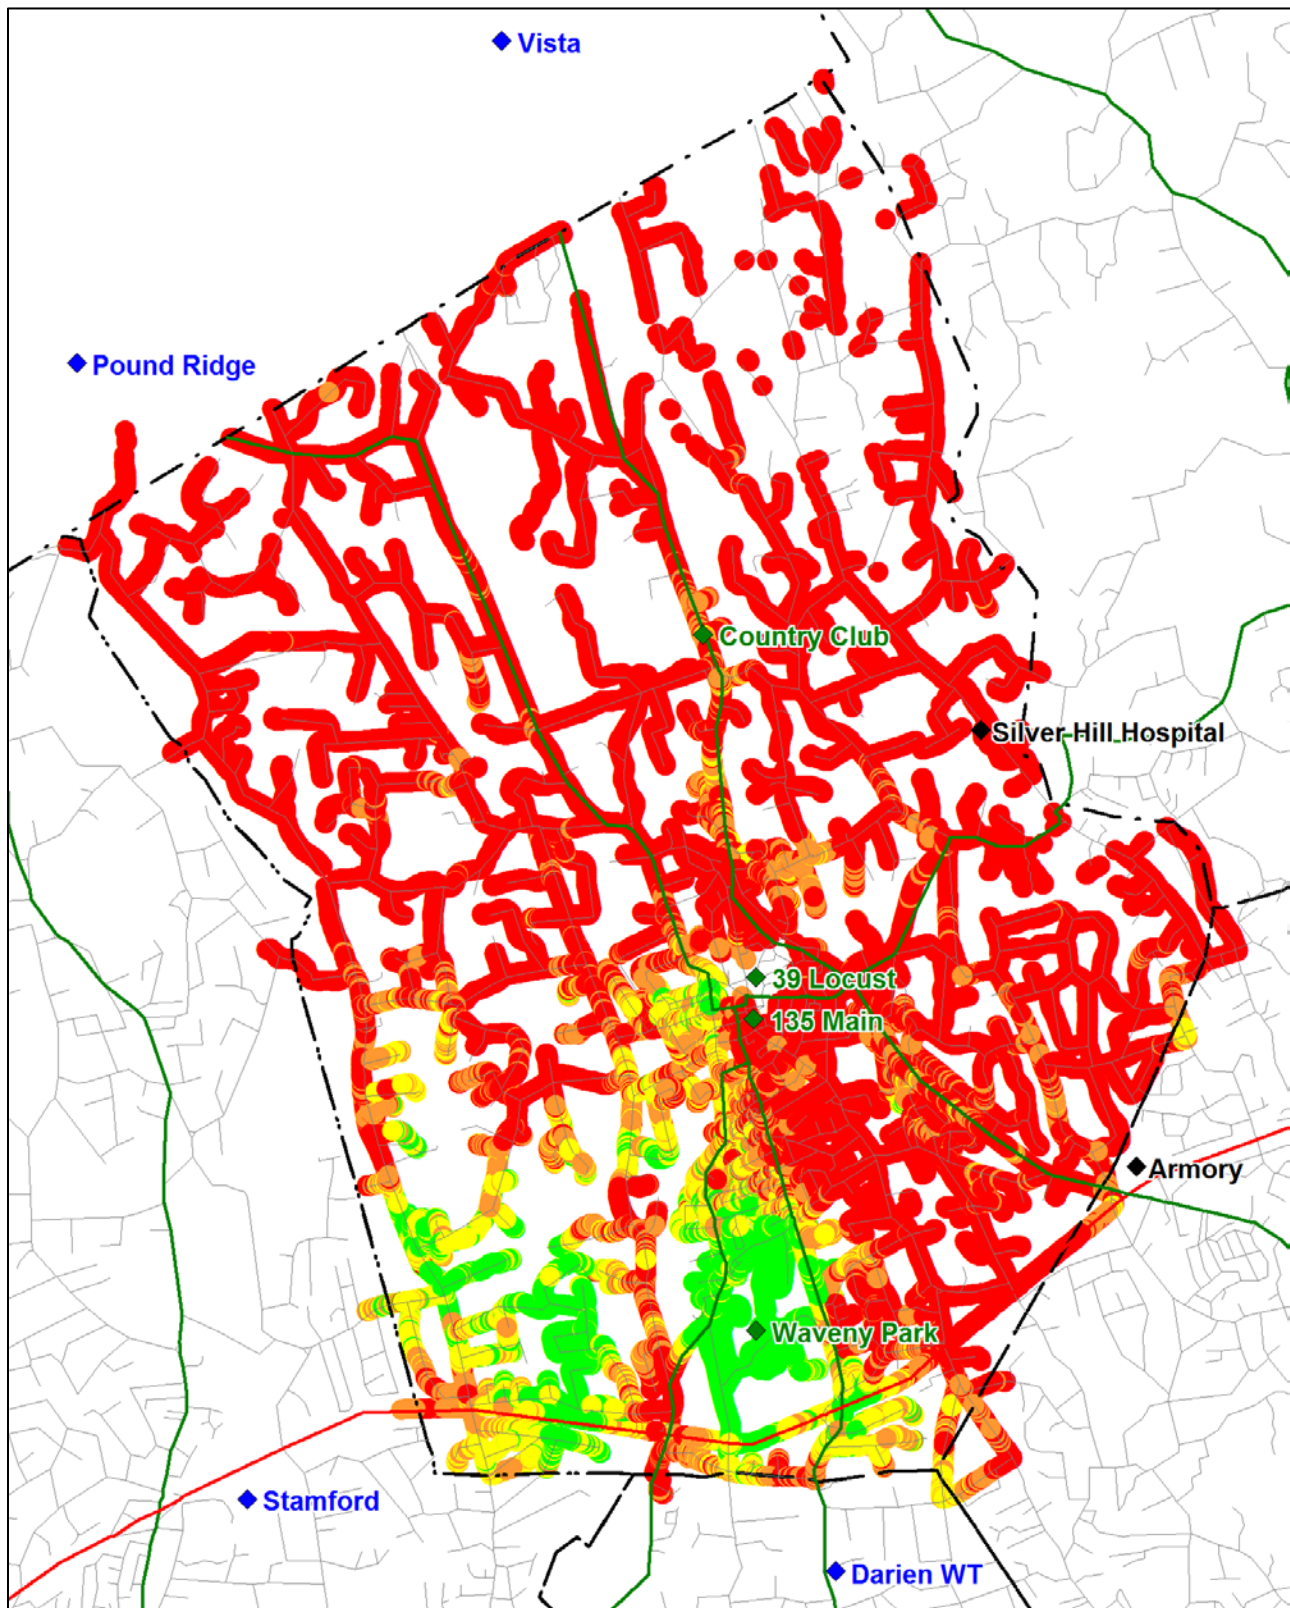 Vista
Pound Ridge
Country Club
Silver Hill Hospital
39 Locust
135 Main
Armory
Waveny Park
Stamford
Darien WT